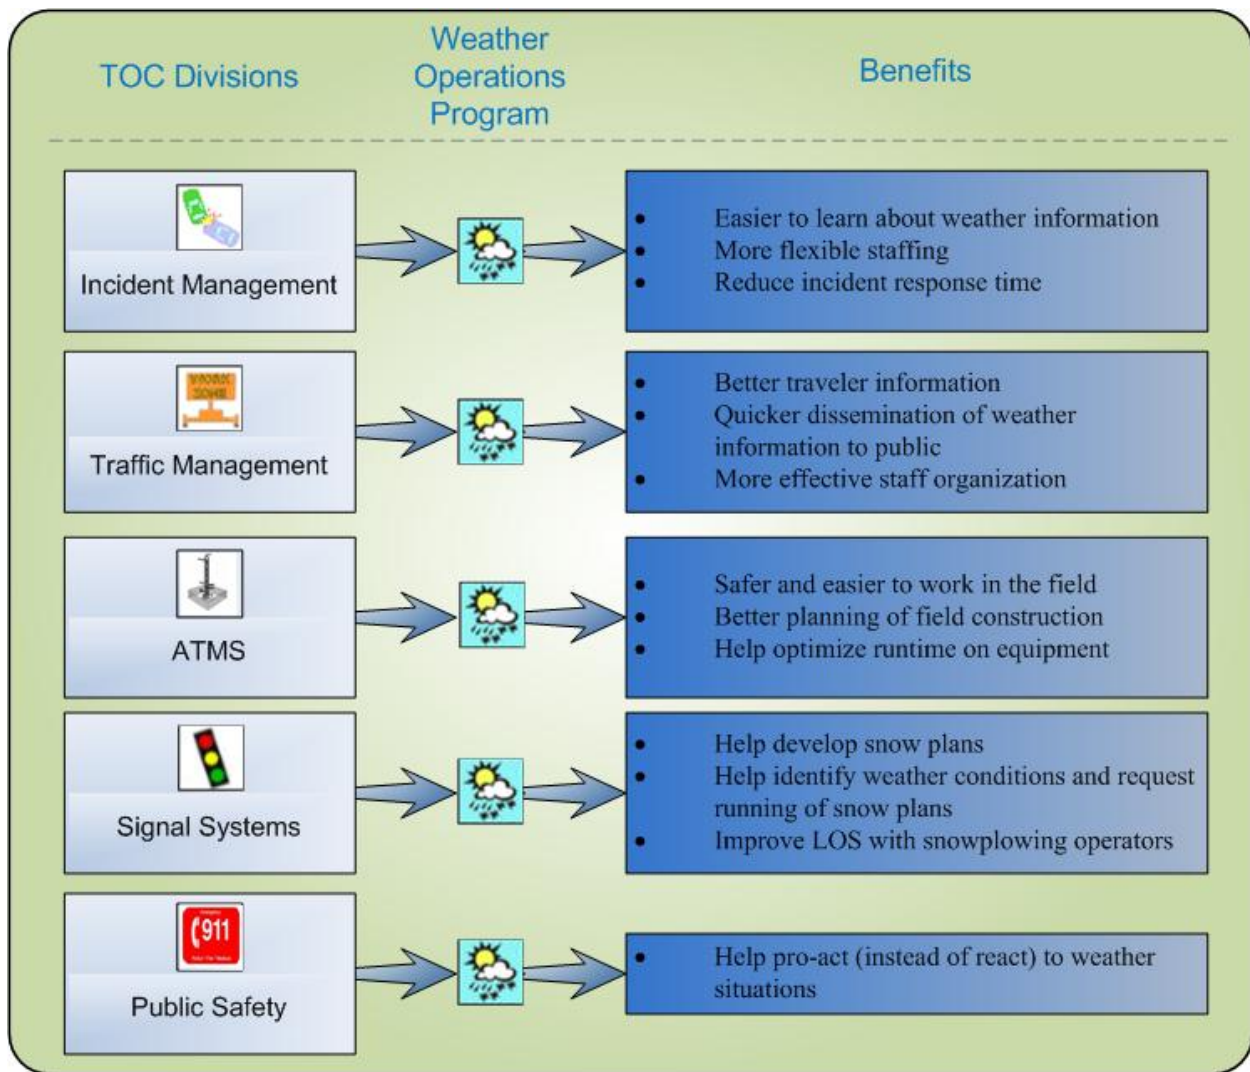 TOC Divisions
Weather
Operations
Program
Benefits
Incident Management
• Easier to learn about weather information
• More flexible staffing
• Reduce incident response time
WORK
ZONE
Traffic Management
• Better traveler information
• Quicker dissemination of weather
information to public
• More effective staff organization
ATMS
• Safer and easier to work in the field
• Better planning of field construction
• Help optimize runtime on equipment
Signal Systems
• Help develop snow plans
• Help identify weather conditions and request
running of snow plans
• Improve LOS with snowplowing operators
911
Public Safety
• Help pro-act (instead of react) to weather
situations